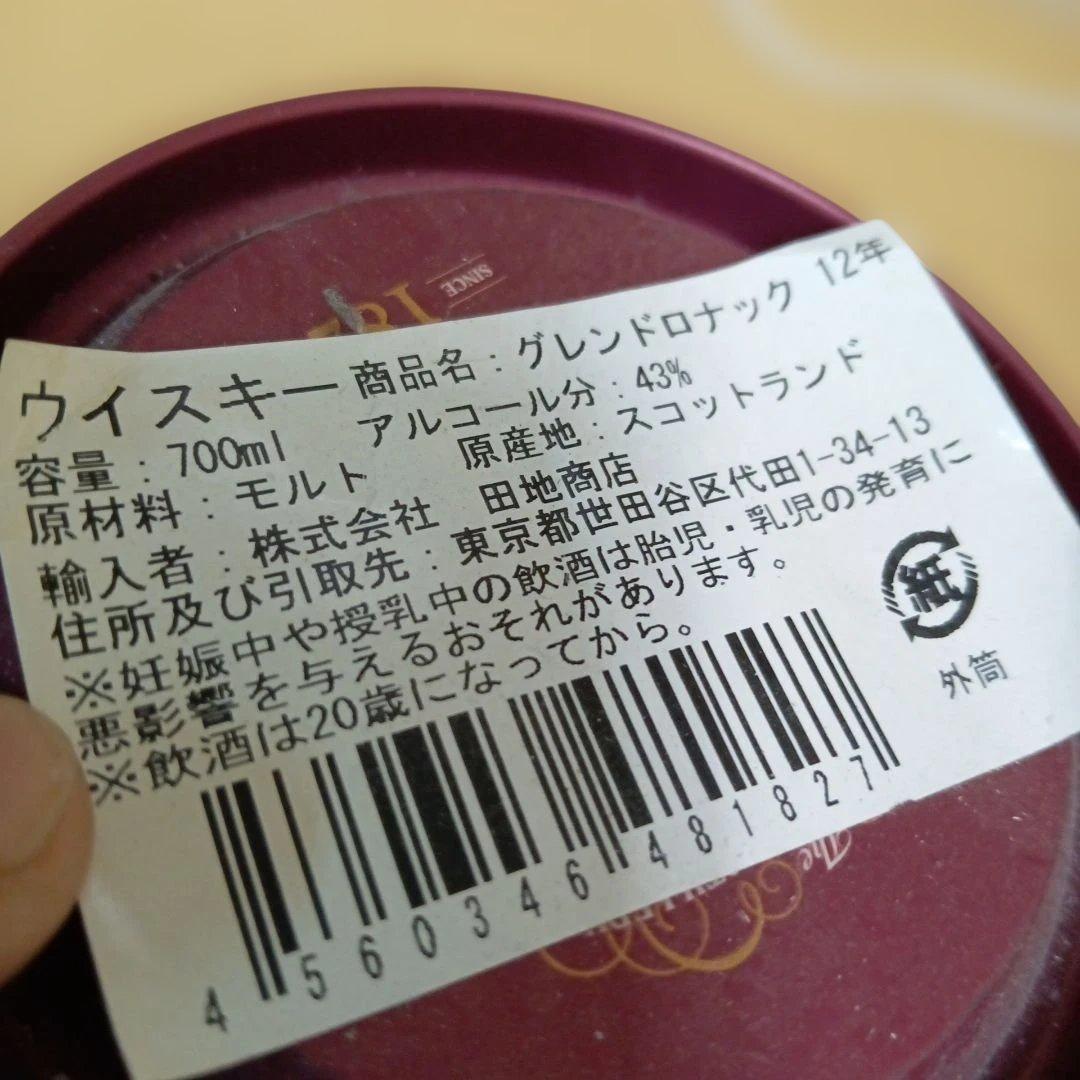 SINCE
ウイスキー 商品名：グレンドロナック 12年
容量：700ml アルコール分：43%
原材料：モルト 原産地：スコットランド
輸入者：株式会社 田地商店
住所及び引取先：東京都世田谷区代田1-34-13
※妊娠中や授乳中の飲酒は胎児・乳児の発育に
悪影響を与えるおそれがあります。
※飲酒は20歳になってから。
紙
外筒
4560346481827
The